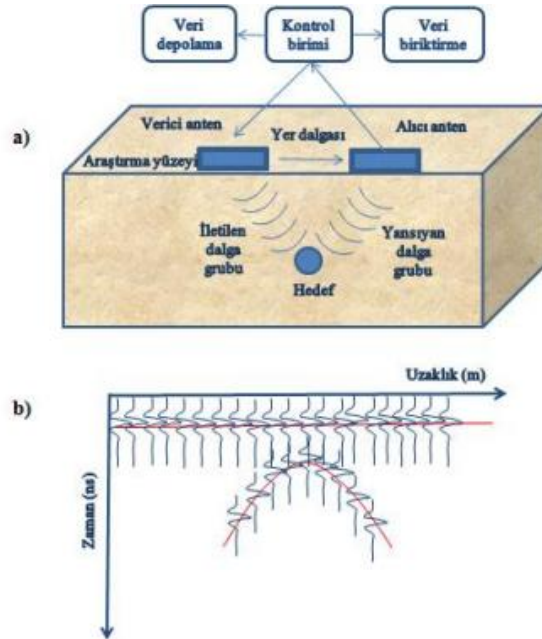 Veri
depolama
Kontrol
birimi
Veri
biriktirme
a)
Verici anten
Yer dalgası
Alıcı anten
Araştırma yüzeyi
İletilen
dalga
grubu
Yansıyan
dalga
grubu
Hedef
b)
Uzaklık (m)
Zaman (ns)